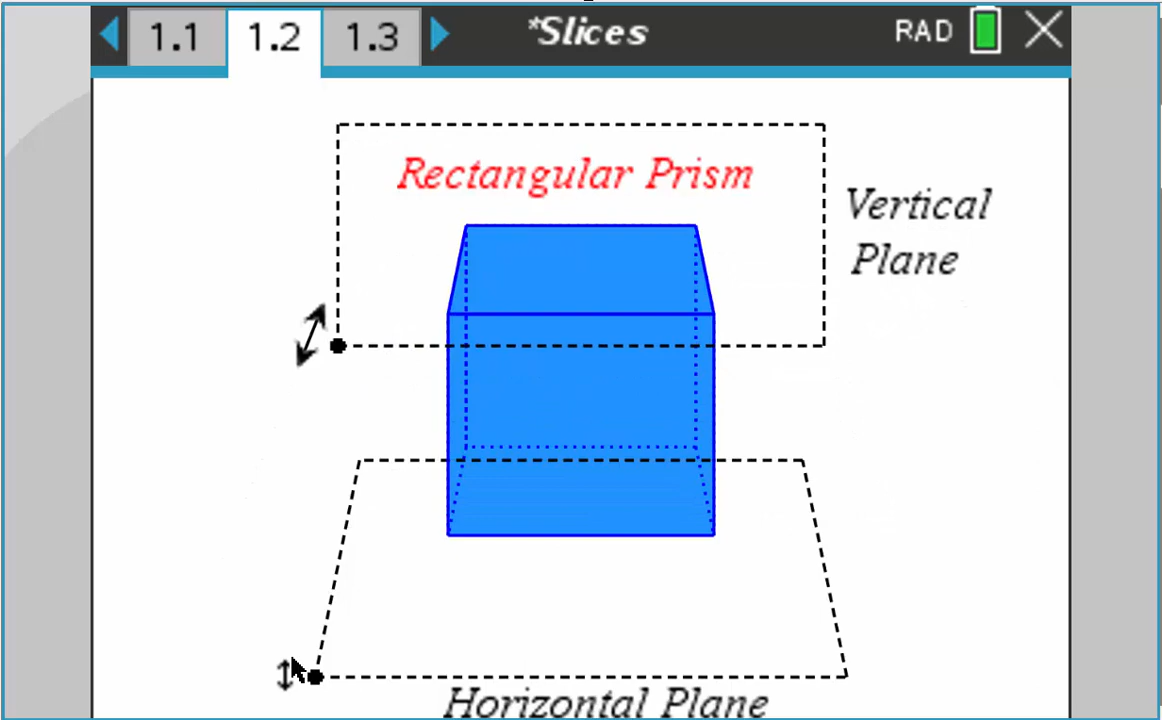 1.1 1.2 1.3 *Slices RAD
Rectangular Prism
Vertical
Plane
Horizontal Plane